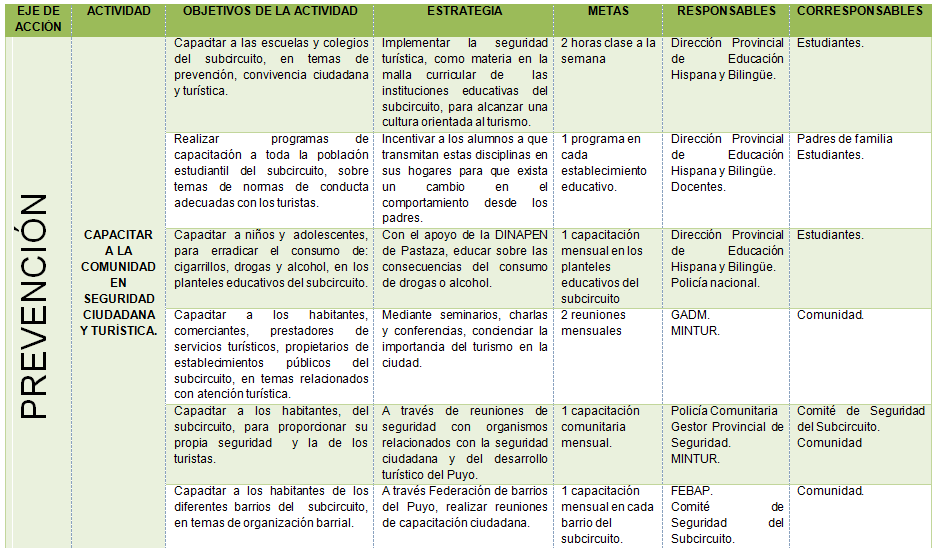 EJE DE ACCIÓN
ACTIVIDAD
OBJETIVOS DE LA ACTIVIDAD
ESTRATEGIA
METAS
RESPONSABLES
CORRESPONSABLES
PREVENCIÓN
CAPACITAR
A LA
COMUNIDAD
EN
SEGURIDAD
CIUDADANA
Y TURÌSTICA.
Capacitar a las escuelas y colegios
del subcircuito, en temas de
prevención, convivencia ciudadana
y turística.
Implementar la seguridad
turística, como materia en la
malla curricular de las
instituciones educativas del
subcircuito, para alcanzar una
cultura orientada al turismo.
2 horas clase a la
semana
Dirección Provincial
de Educación
Hispana y Bilingüe.
Estudiantes.
Realizar programas de
capacitación a toda la población
estudiantil del subcircuito, sobre
temas de normas de conducta
adecuadas con los turistas.
Incentivar a los alumnos a que
transmitan estas disciplinas en
sus hogares para que exista
un cambio en el
comportamiento desde los
padres.
1 programa en
cada
establecimiento
educativo.
Dirección Provincial
de Educación
Hispana y Bilingüe.
Docentes.
Padres de familia
Estudiantes.
Capacitar a niños y adolescentes,
para erradicar el consumo de:
cigarrillos, drogas y alcohol, en los
planteles educativos del subcircuito.
Con el apoyo de la DINAPEN
de Pastaza, educar sobre las
consecuencias del consumo
de drogas o alcohol.
1 capacitación
mensual en los
planteles
educativos del
subcircuito
Dirección Provincial
de Educación
Hispana y Bilingüe.
Policía nacional.
Estudiantes.
Capacitar a los habitantes,
comerciantes, prestadores de
servicios turísticos, propietarios de
establecimientos públicos del
subcircuito, en temas relacionados
con atención turística.
Mediante seminarios, charlas
y conferencias, concienciar la
importancia del turismo en la
ciudad.
2 reuniones
mensuales
GADM.
MINTUR.
Comunidad.
Capacitar a los habitantes, del
subcircuito, para proporcionar su
propia seguridad y la de los
turistas.
A través de reuniones de
seguridad con organismos
relacionados con la seguridad
ciudadana y del desarrollo
turístico del Puyo.
1 capacitación
comunitaria
mensual.
Policía Comunitaria
Gestor Provincial de
Seguridad.
MINTUR.
Comité de Seguridad
del Subcircuito.
Comunidad
Capacitar a los habitantes de los
diferentes barrios del subcircuito,
en temas de organización barrial.
A través Federación de barrios
del Puyo, realizar reuniones
de capacitación ciudadana.
1 capacitación
mensual en cada
barrio del
subcircuito.
FEBAP.
Comité de
Seguridad del
Subcircuito.
Comunidad.